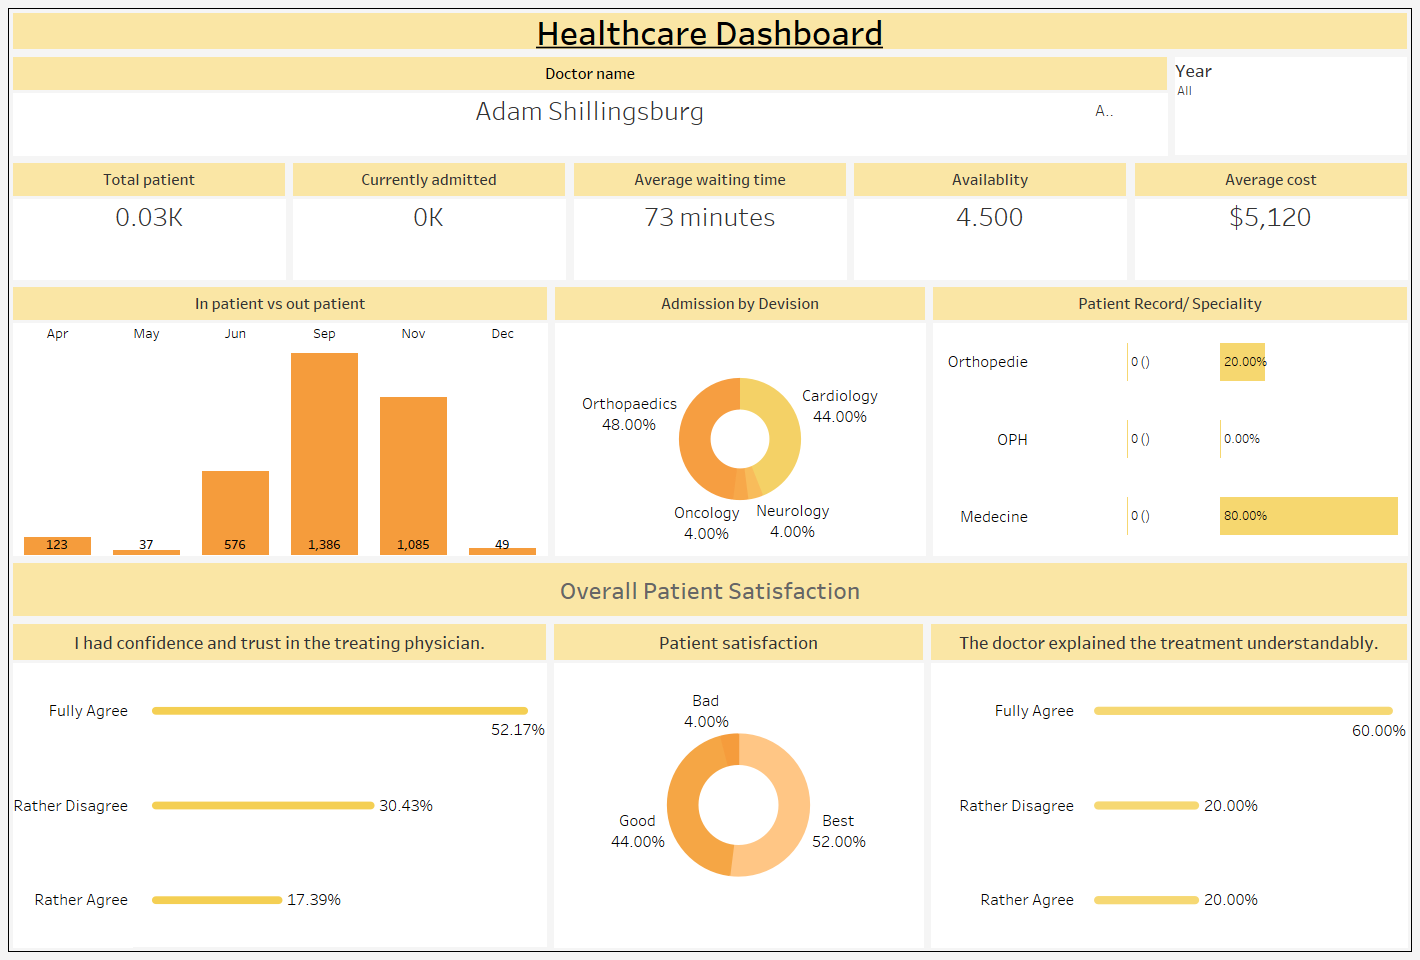 Healthcare Dashboard
Doctor name
Adam Shillingsburg
A..
Year
All
Total patient
0.03K
Currently admitted
0K
Average waiting time
73 minutes
Availablity
4.500
Average cost
$5,120
In patient vs out patient
Apr May Jun Sep Nov Dec
123 37 576 1,386 1,085 49
Admission by Devision
Orthopaedics
48.00%
Cardiology
44.00%
Oncology
4.00%
Neurology
4.00%
Patient Record/ Speciality
Orthopedie 0 () 20.00%
OPH 0 () 0.00%
Medecine 0 () 80.00%
Overall Patient Satisfaction
I had confidence and trust in the treating physician.
Fully Agree
52.17%
Rather Disagree 30.43%
Rather Agree 17.39%
Patient satisfaction
Bad
4.00%
Good
44.00%
Best
52.00%
The doctor explained the treatment understandably.
Fully Agree
60.00%
Rather Disagree 20.00%
Rather Agree 20.00%